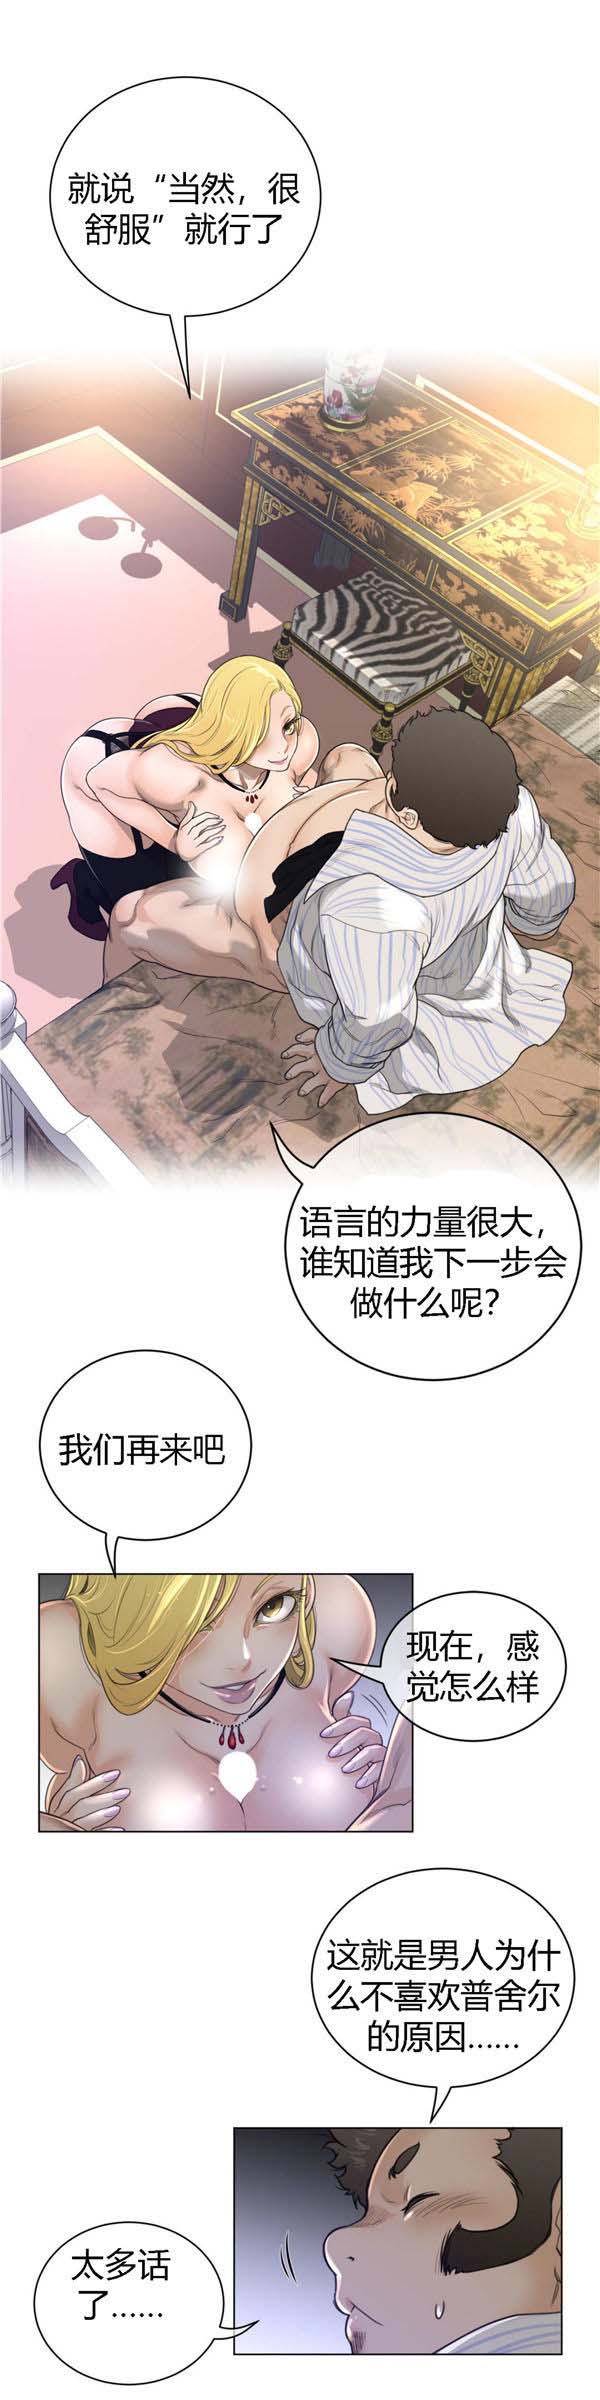 就说“当然，很
舒服”就行了
语言的力量很大，
谁知道我下一步会
做什么呢？
我们再来吧
现在，感
觉怎么样
这就是男人为什
么不喜欢普舍尔
的原因……
太多话
了……